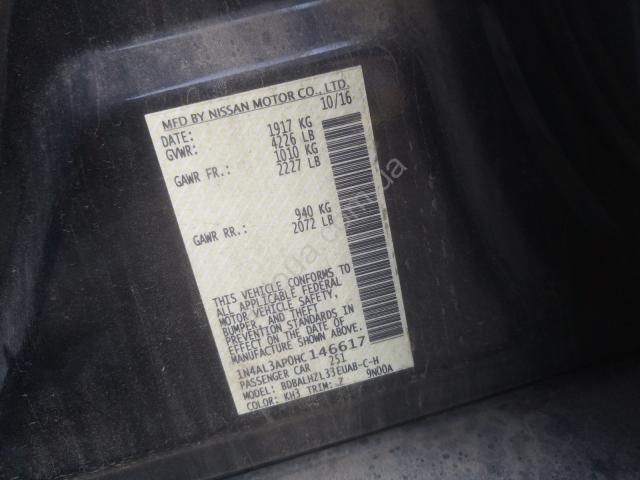 MFD BY NISSAN MOTOR CO., LTD.
DATE: 10/16
GVWR: 1917 KG
4226 LB
GAWR FR.: 1010 KG
2227 LB
GAWR RR.: 940 KG
2072 LB
THIS VEHICLE CONFORMS TO
ALL APPLICABLE FEDERAL
MOTOR VEHICLE SAFETY,
BUMPER, AND THEFT
PREVENTION STANDARDS IN
EFFECT ON THE DATE OF
MANUFACTURE SHOWN ABOVE.
1N4AL3AP0HC146617
PASSENGER CAR 251
MODEL: BDBALHZL33EUAB-C-H
COLOR: KH3 TRIM: 9N00A